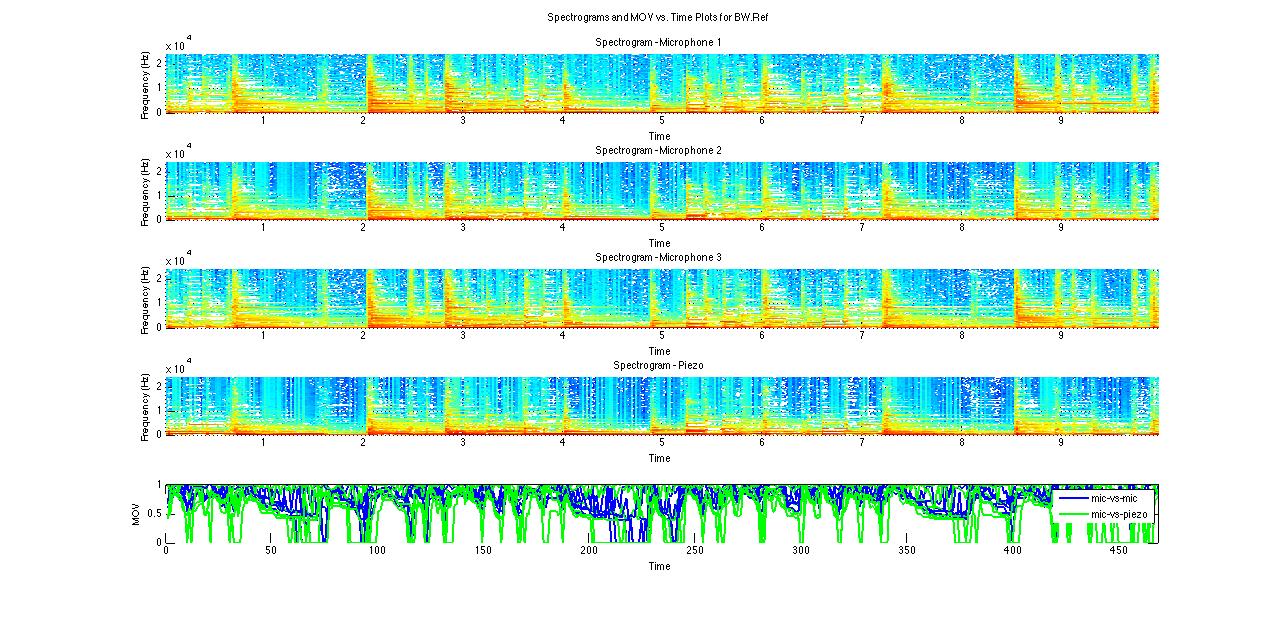 Spectrograms and MOV vs. Time Plots for BW.Ref
Spectrogram - Microphone 1
x 10 4
Frequency (Hz)
2
1
0
1 2 3 4 5 6 7 8 9
Time
Spectrogram - Microphone 2
x 10 4
Frequency (Hz)
2
1
0
1 2 3 4 5 6 7 8 9
Time
Spectrogram - Microphone 3
x 10 4
Frequency (Hz)
2
1
0
1 2 3 4 5 6 7 8 9
Time
Spectrogram - Piezo
x 10 4
Frequency (Hz)
2
1
0
1 2 3 4 5 6 7 8 9
Time
MOV
1
0.5
0
mic-vs-mic
mic-vs-piezo
0 50 100 150 200 250 300 350 400 450
Time